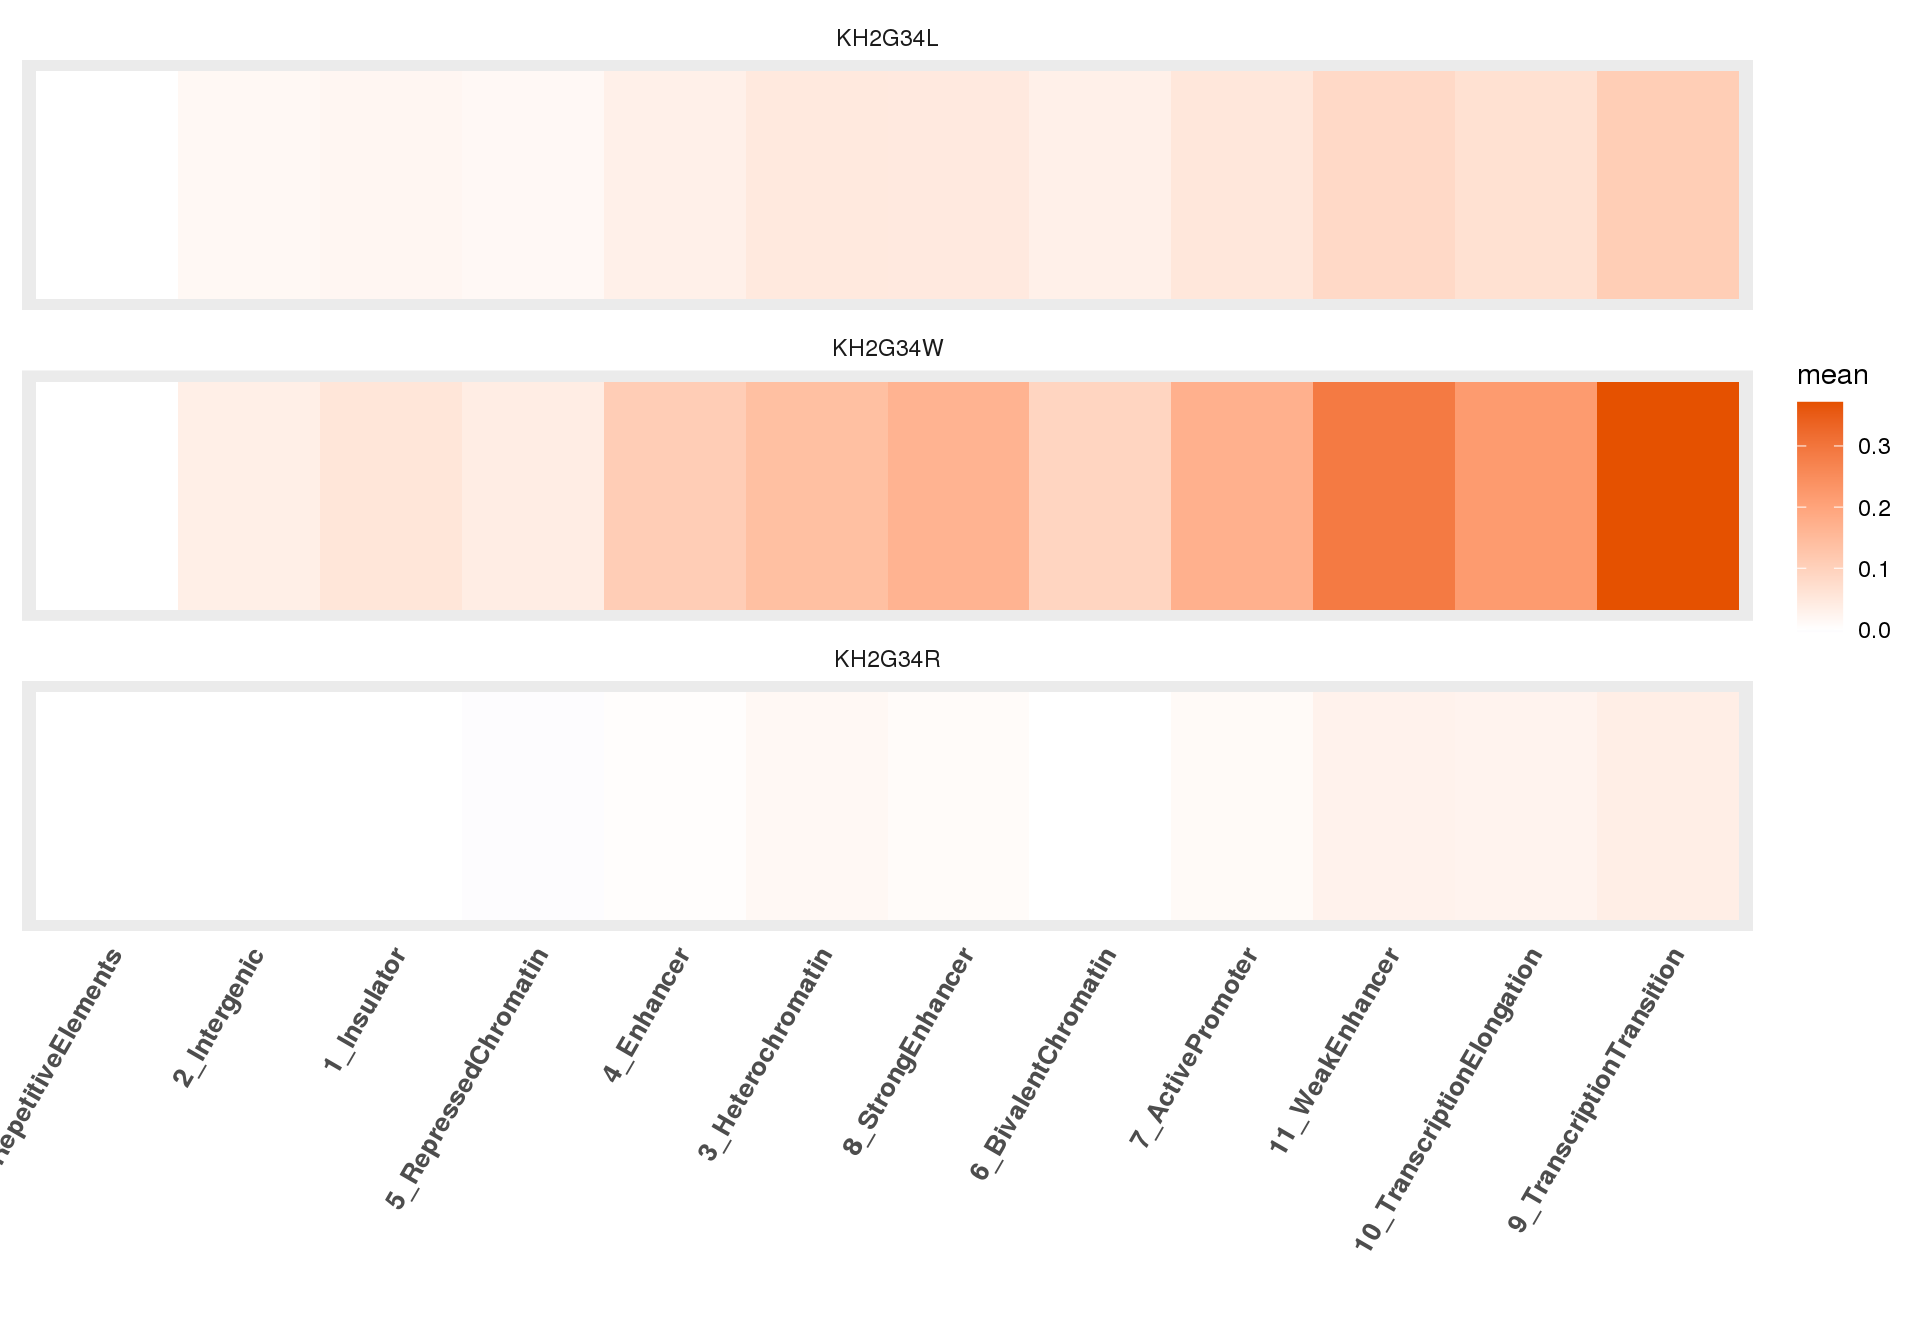 KH2G34L
KH2G34W
mean
0.3
0.2
0.1
0.0
KH2G34R
epetitiveElements
2_Intergenic
1_Insulator
5_RepressedChromatin
4_Enhancer
3_Heterochromatin
8_StrongEnhancer
6_BivalentChromatin
7_ActivePromoter
11_WeakEnhancer
10_TranscriptionElongation
9_TranscriptionTransition